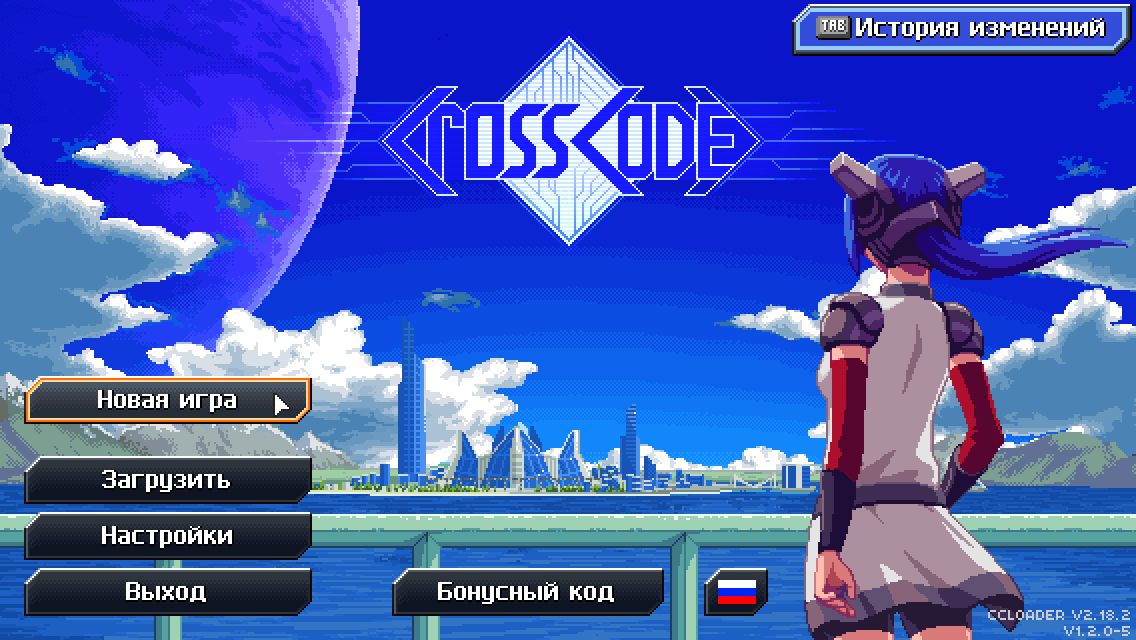 TAB История изменений
CROSSCODE
Новая игра
Загрузить
Настройки
Выход
Бонусный код
CCLOADER V2.18.2
V1.2.0-5